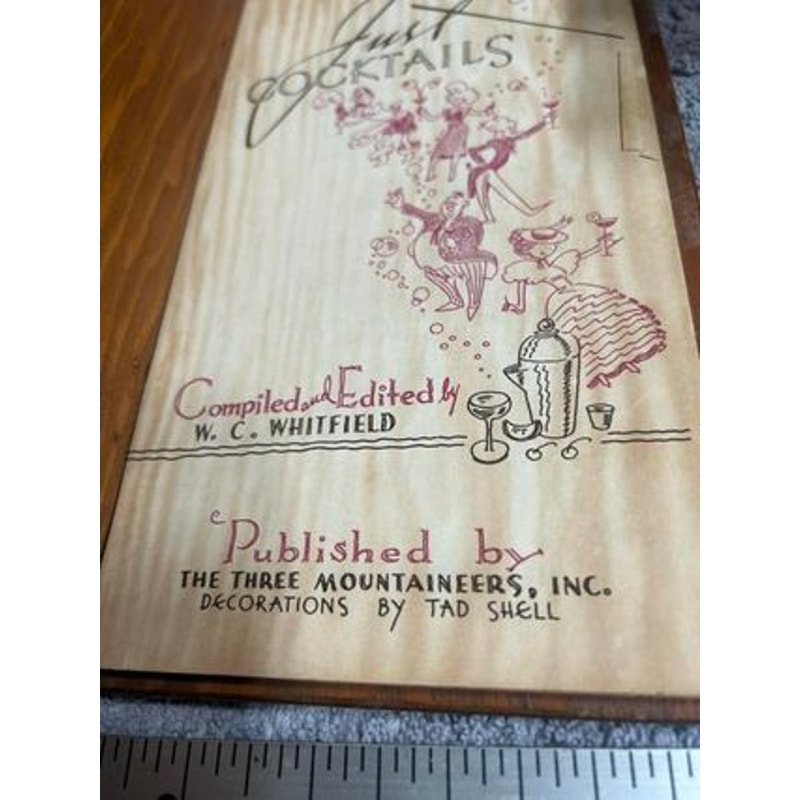 Just
COCKTAILS
Compiled and Edited by
W. C. WHITFIELD
Published by
THE THREE MOUNTAINEERS, INC.
DECORATIONS BY TAD SHELL